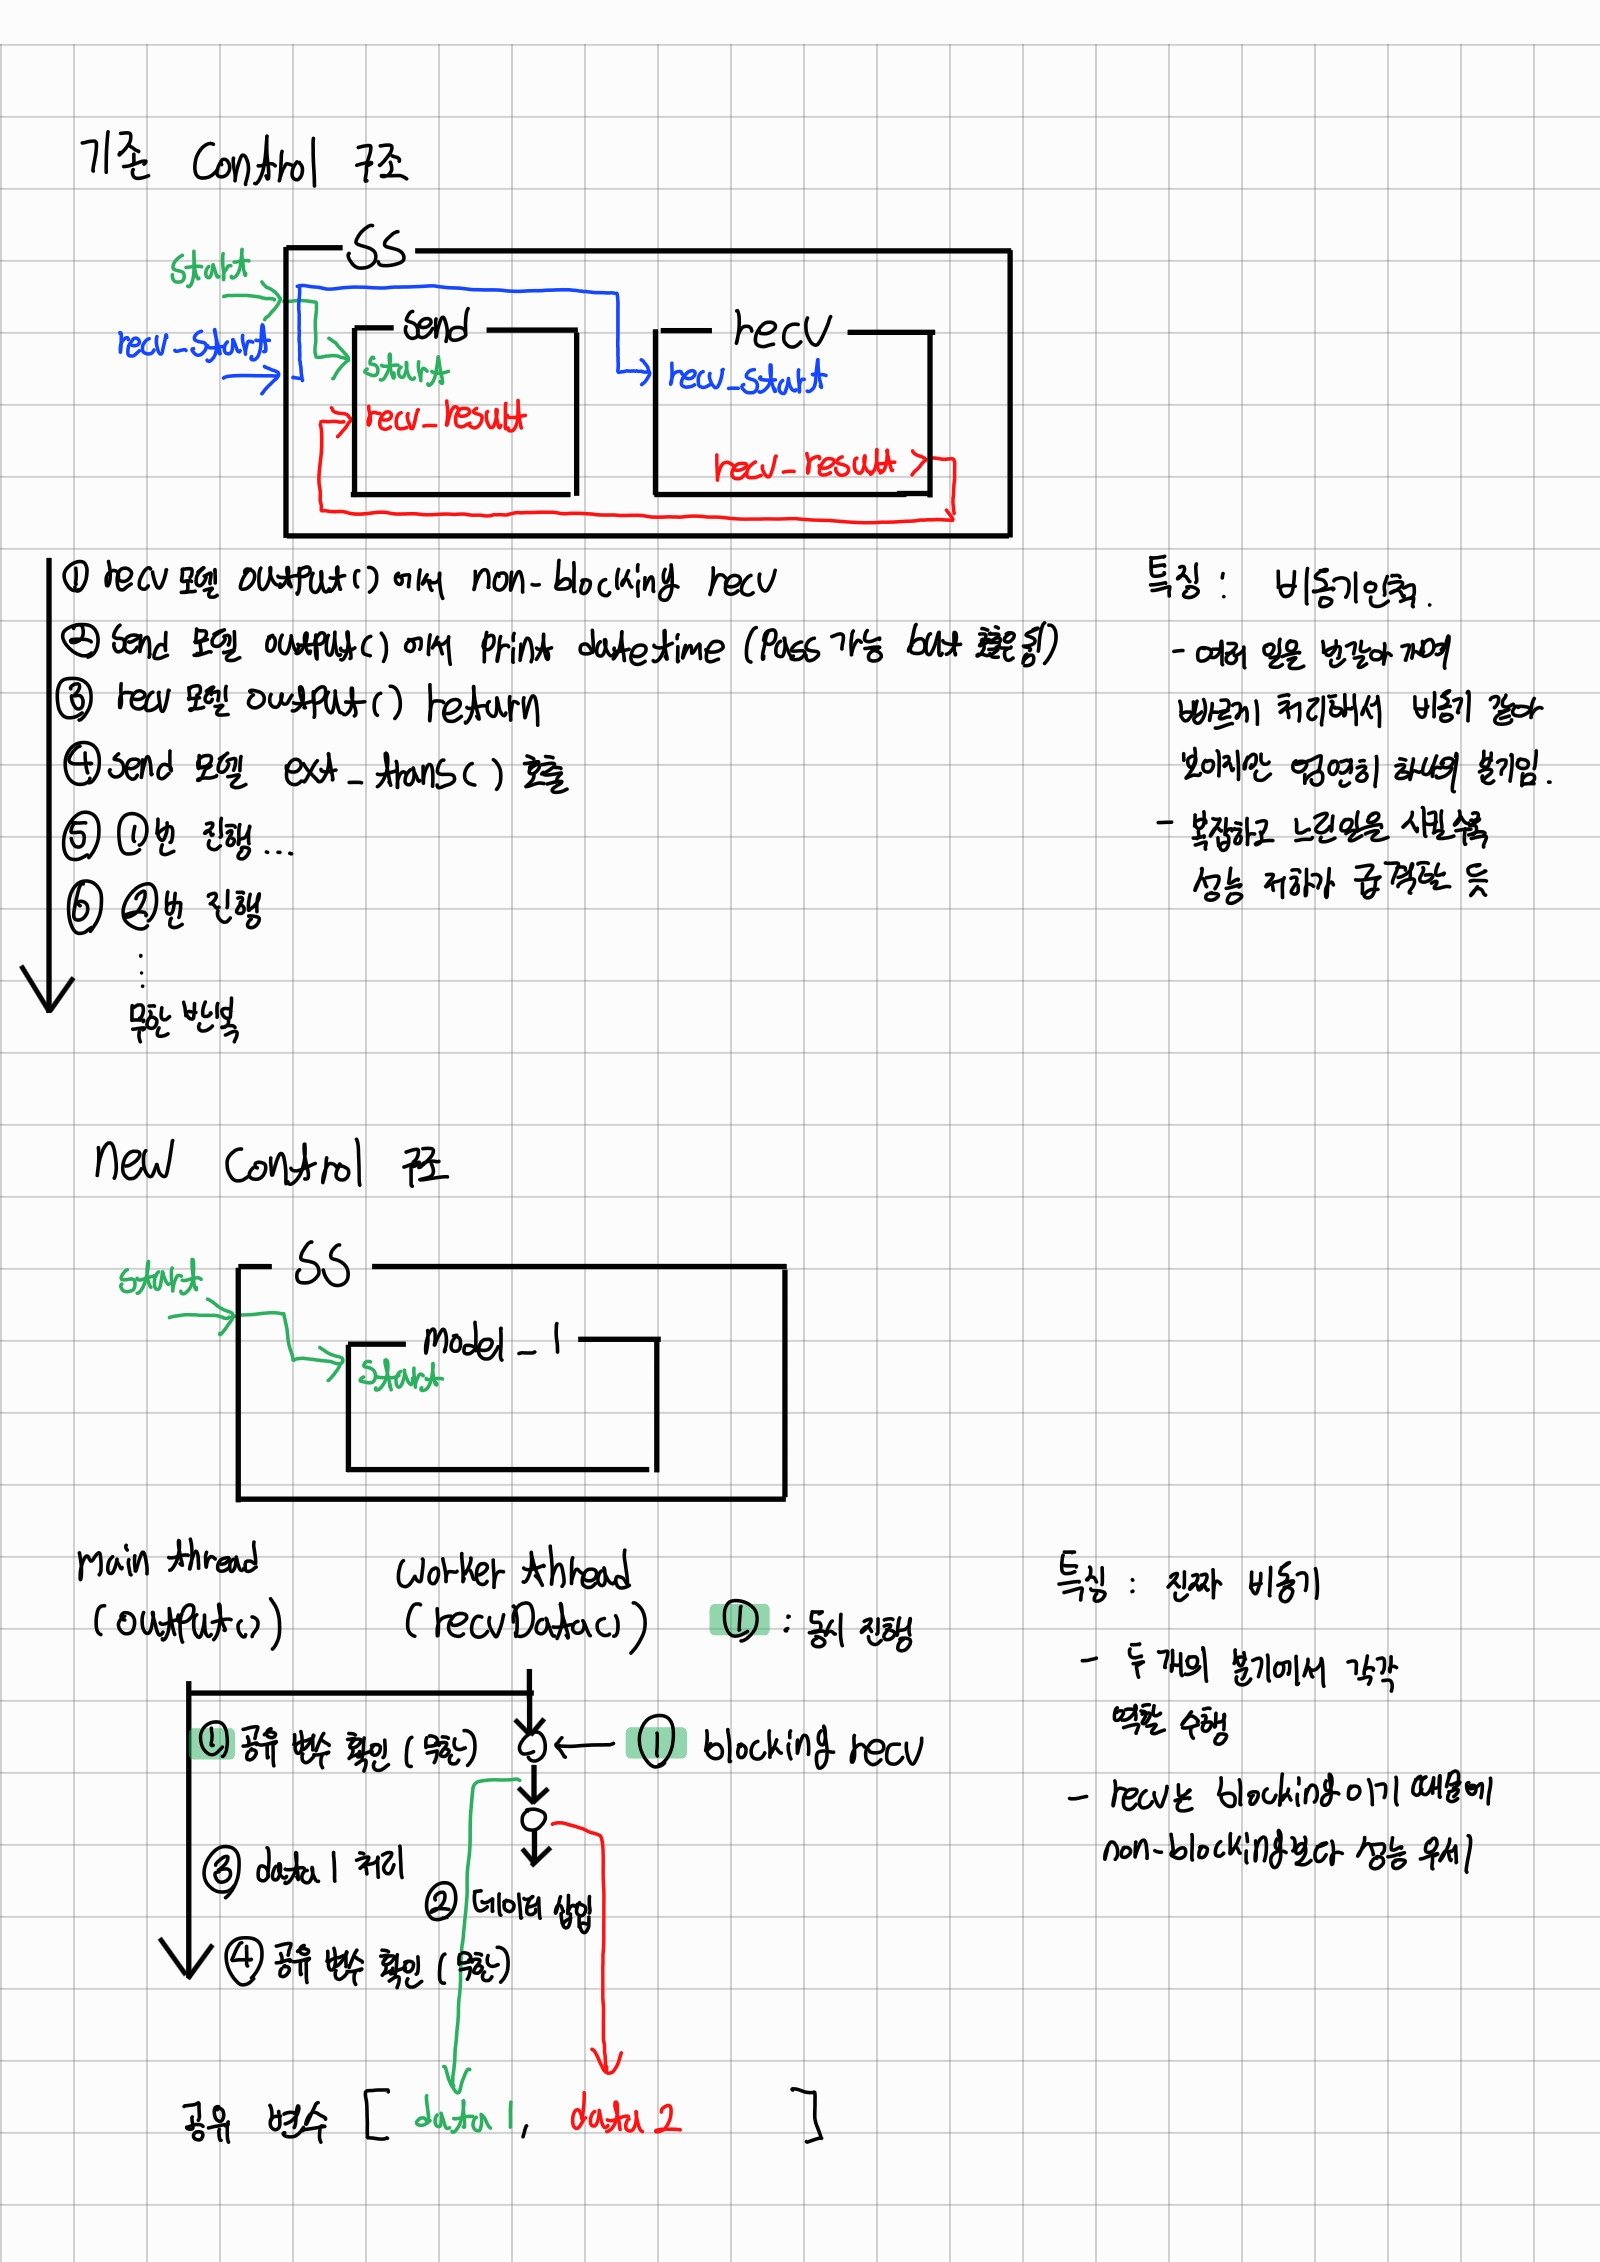 기존 Control 구조
SS
start
recv_start
send
start
recv_result
recv
recv_start
recv_result
① recv 모델 output() 에서 non-blocking recv
② send 모델 output() 에서 print datetime (pass 가능 but 호출은 됨)
③ recv 모델 output() return
④ send 모델 ext_trans() 호출
⑤ ①번 진행...
⑥ ②번 진행
무한 반복
특징 : 비동기인척.
- 여러 일을 번갈아 가며
빠르게 처리해서 비동기 같아
보이지만 엄연히 하나의 분기임.
- 복잡하고 느린일을 시킬수록
성능 저하가 급격할 듯
new Control 구조
SS
start
model_1
start
main thread
(output())
worker thread
(recvData())
① : 동시 진행
① 공유 변수 확인 (무한)
① blocking recv
③ data1 처리
② 데이터 삽입
④ 공유 변수 확인 (무한)
공유 변수 [ data1, data2 ]
특징 : 진짜 비동기
- 두 개의 분기에서 각각
역할 수행
- recv는 blocking이기 때문에
non-blocking보다 성능 우세